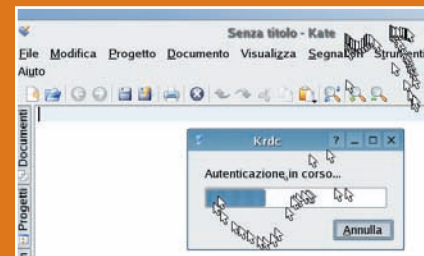 Senza titolo - Kate
File Modifica Progetto Documento Visualizza Segnalibri Strumenti
Aiuto
Documenti
Progetti
Krdc
Autenticazione in corso...
Annulla